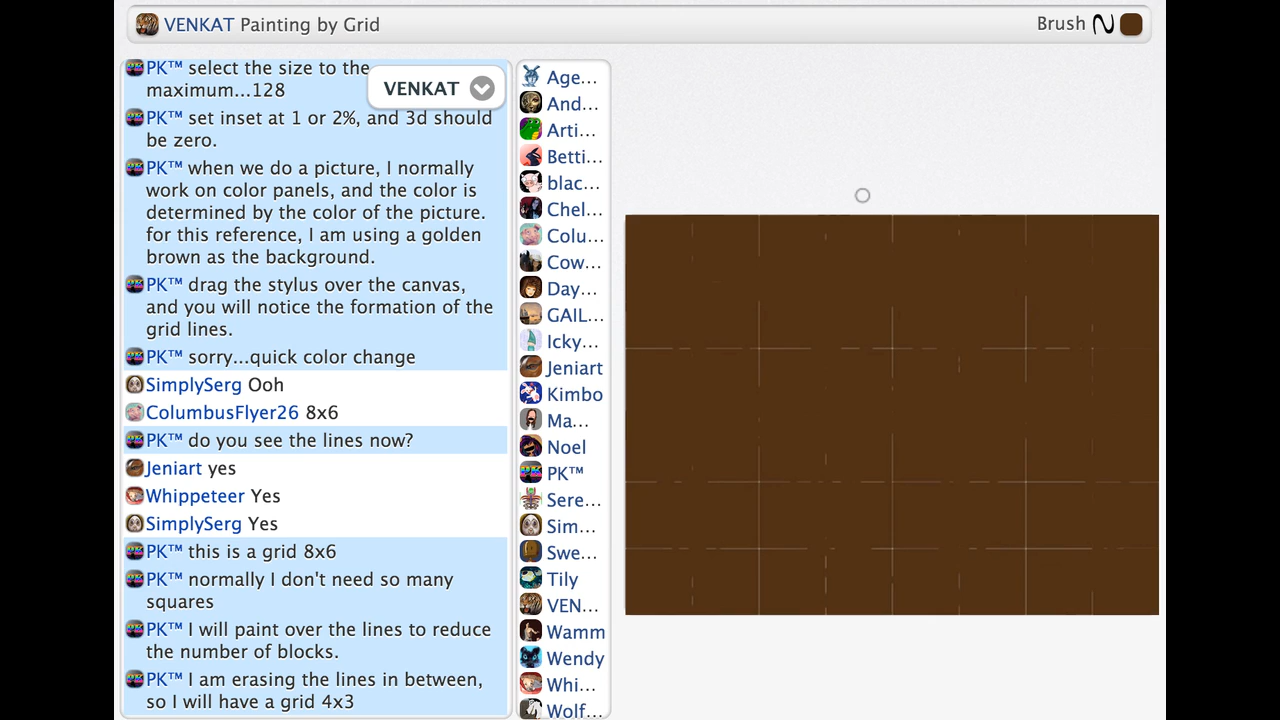 VENKAT Painting by Grid
Brush
PK™ select the size to the
maximum...128
VENKAT
PK™ set inset at 1 or 2%, and 3d should
be zero.
PK™ when we do a picture, I normally
work on color panels, and the color is
determined by the color of the picture.
for this reference, I am using a golden
brown as the background.
PK™ drag the stylus over the canvas,
and you will notice the formation of the
grid lines.
PK™ sorry...quick color change
SimplySerg Ooh
ColumbusFlyer26 8x6
PK™ do you see the lines now?
Jeniart yes
Whippeteer Yes
SimplySerg Yes
PK™ this is a grid 8x6
PK™ normally I don't need so many
squares
PK™ I will paint over the lines to reduce
the number of blocks.
PK™ I am erasing the lines in between,
so I will have a grid 4x3
Age...
And...
Arti...
Betti...
blac...
Chel...
Colu...
Cow...
Day...
GAIL...
Icky...
Jeniart
Kimbo
Ma...
Noel
PK™
Sere...
Sim...
Swe...
Tily
VEN...
Wamm
Wendy
Whi...
Wolf...